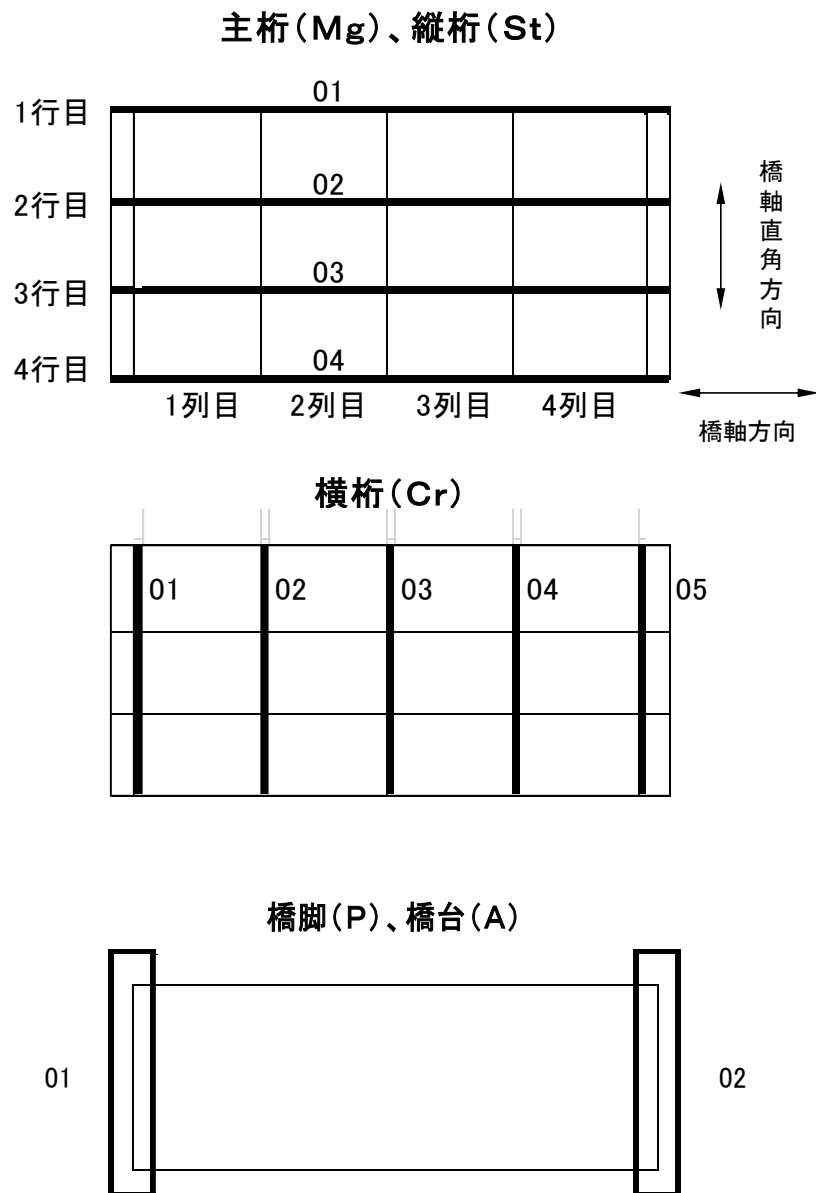 主桁(Mg)、縦桁(St)
01
1行目
02
2行目
03
3行目
04
4行目
1列目 2列目 3列目 4列目
橋軸直角方向
橋軸方向
横桁(Cr)
01 02 03 04 05
橋脚(P)、橋台(A)
01 02